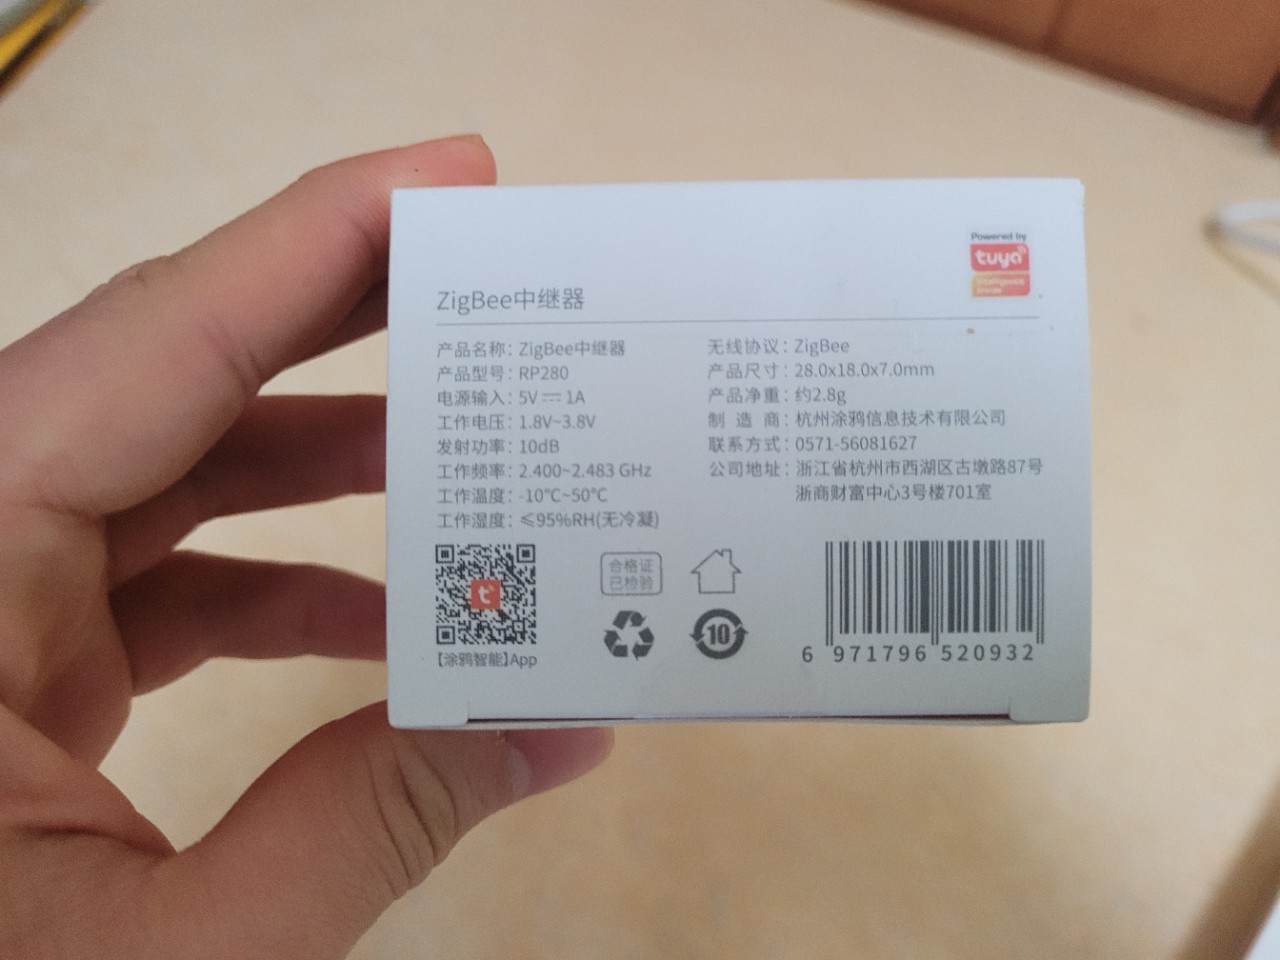 Powered by
tuya
Intelligence
Inside
ZigBee中继器
产品名称：ZigBee中继器
产品型号：RP280
电源输入：5V⎓1A
工作电压：1.8V~3.8V
发射功率：10dB
工作频率：2.400~2.483 GHz
工作温度：-10℃~50℃
工作湿度：≤95%RH(无冷凝)
无线协议：ZigBee
产品尺寸：28.0x18.0x7.0mm
产品净重：约2.8g
制 造 商：杭州涂鸦信息技术有限公司
联系方式：0571-56081627
公司地址：浙江省杭州市西湖区古墩路87号
浙商财富中心3号楼701室
【涂鸦智能】App
合格证
已检验
10
6 971796 520932